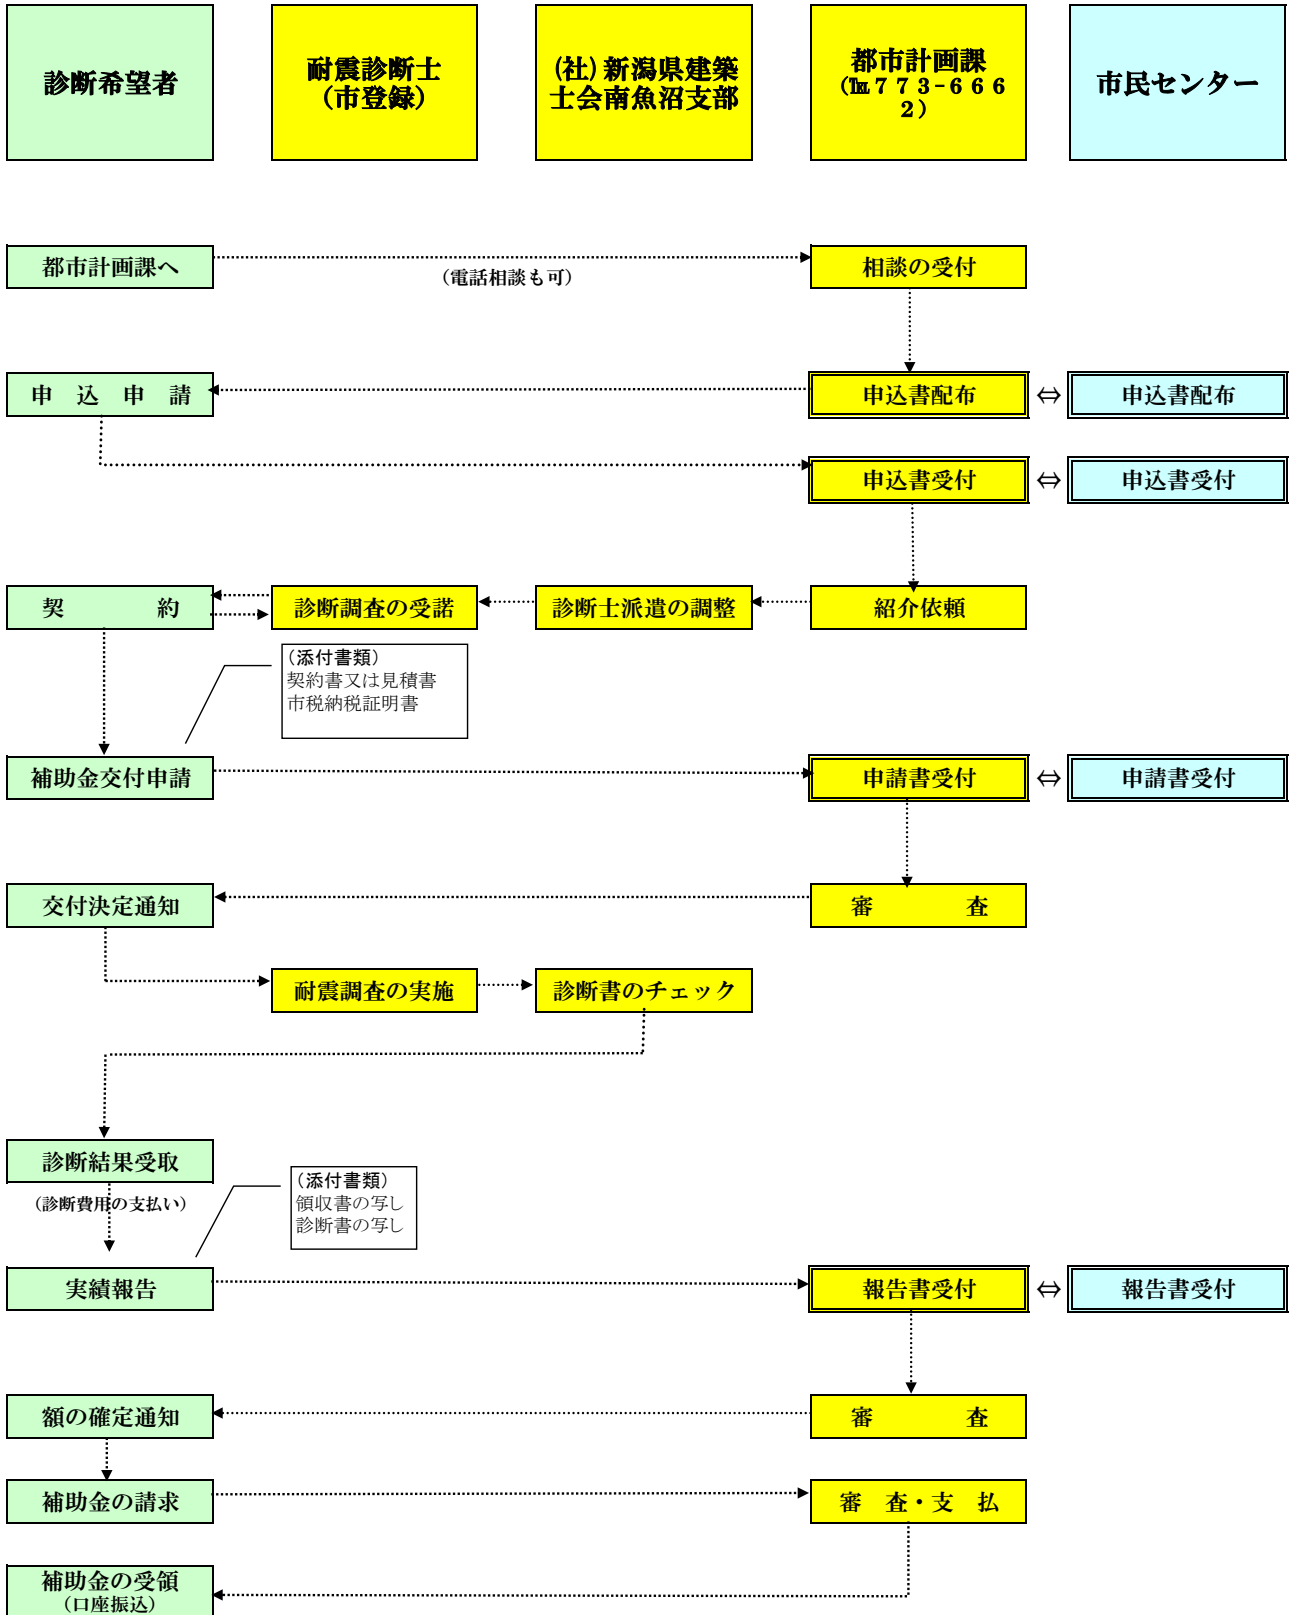 診断希望者
耐震診断士
（市登録）
（社）新潟県建築
士会南魚沼支部
都市計画課
（℡７７３-６６６
２）
市民センター
都市計画課へ
（電話相談も可）
相談の受付
申　込　申　請
申込書配布
⇔
申込書配布
申込書受付
⇔
申込書受付
契　　　　約
診断調査の受諾
診断士派遣の調整
紹介依頼
（添付書類）
契約書又は見積書
市税納税証明書
補助金交付申請
申請書受付
⇔
申請書受付
交付決定通知
審　　　　査
耐震調査の実施
診断書のチェック
診断結果受取
（診断費用の支払い）
（添付書類）
領収書の写し
診断書の写し
実績報告
報告書受付
⇔
報告書受付
額の確定通知
審　　　　査
補助金の請求
審　査・支　払
補助金の受領
（口座振込）